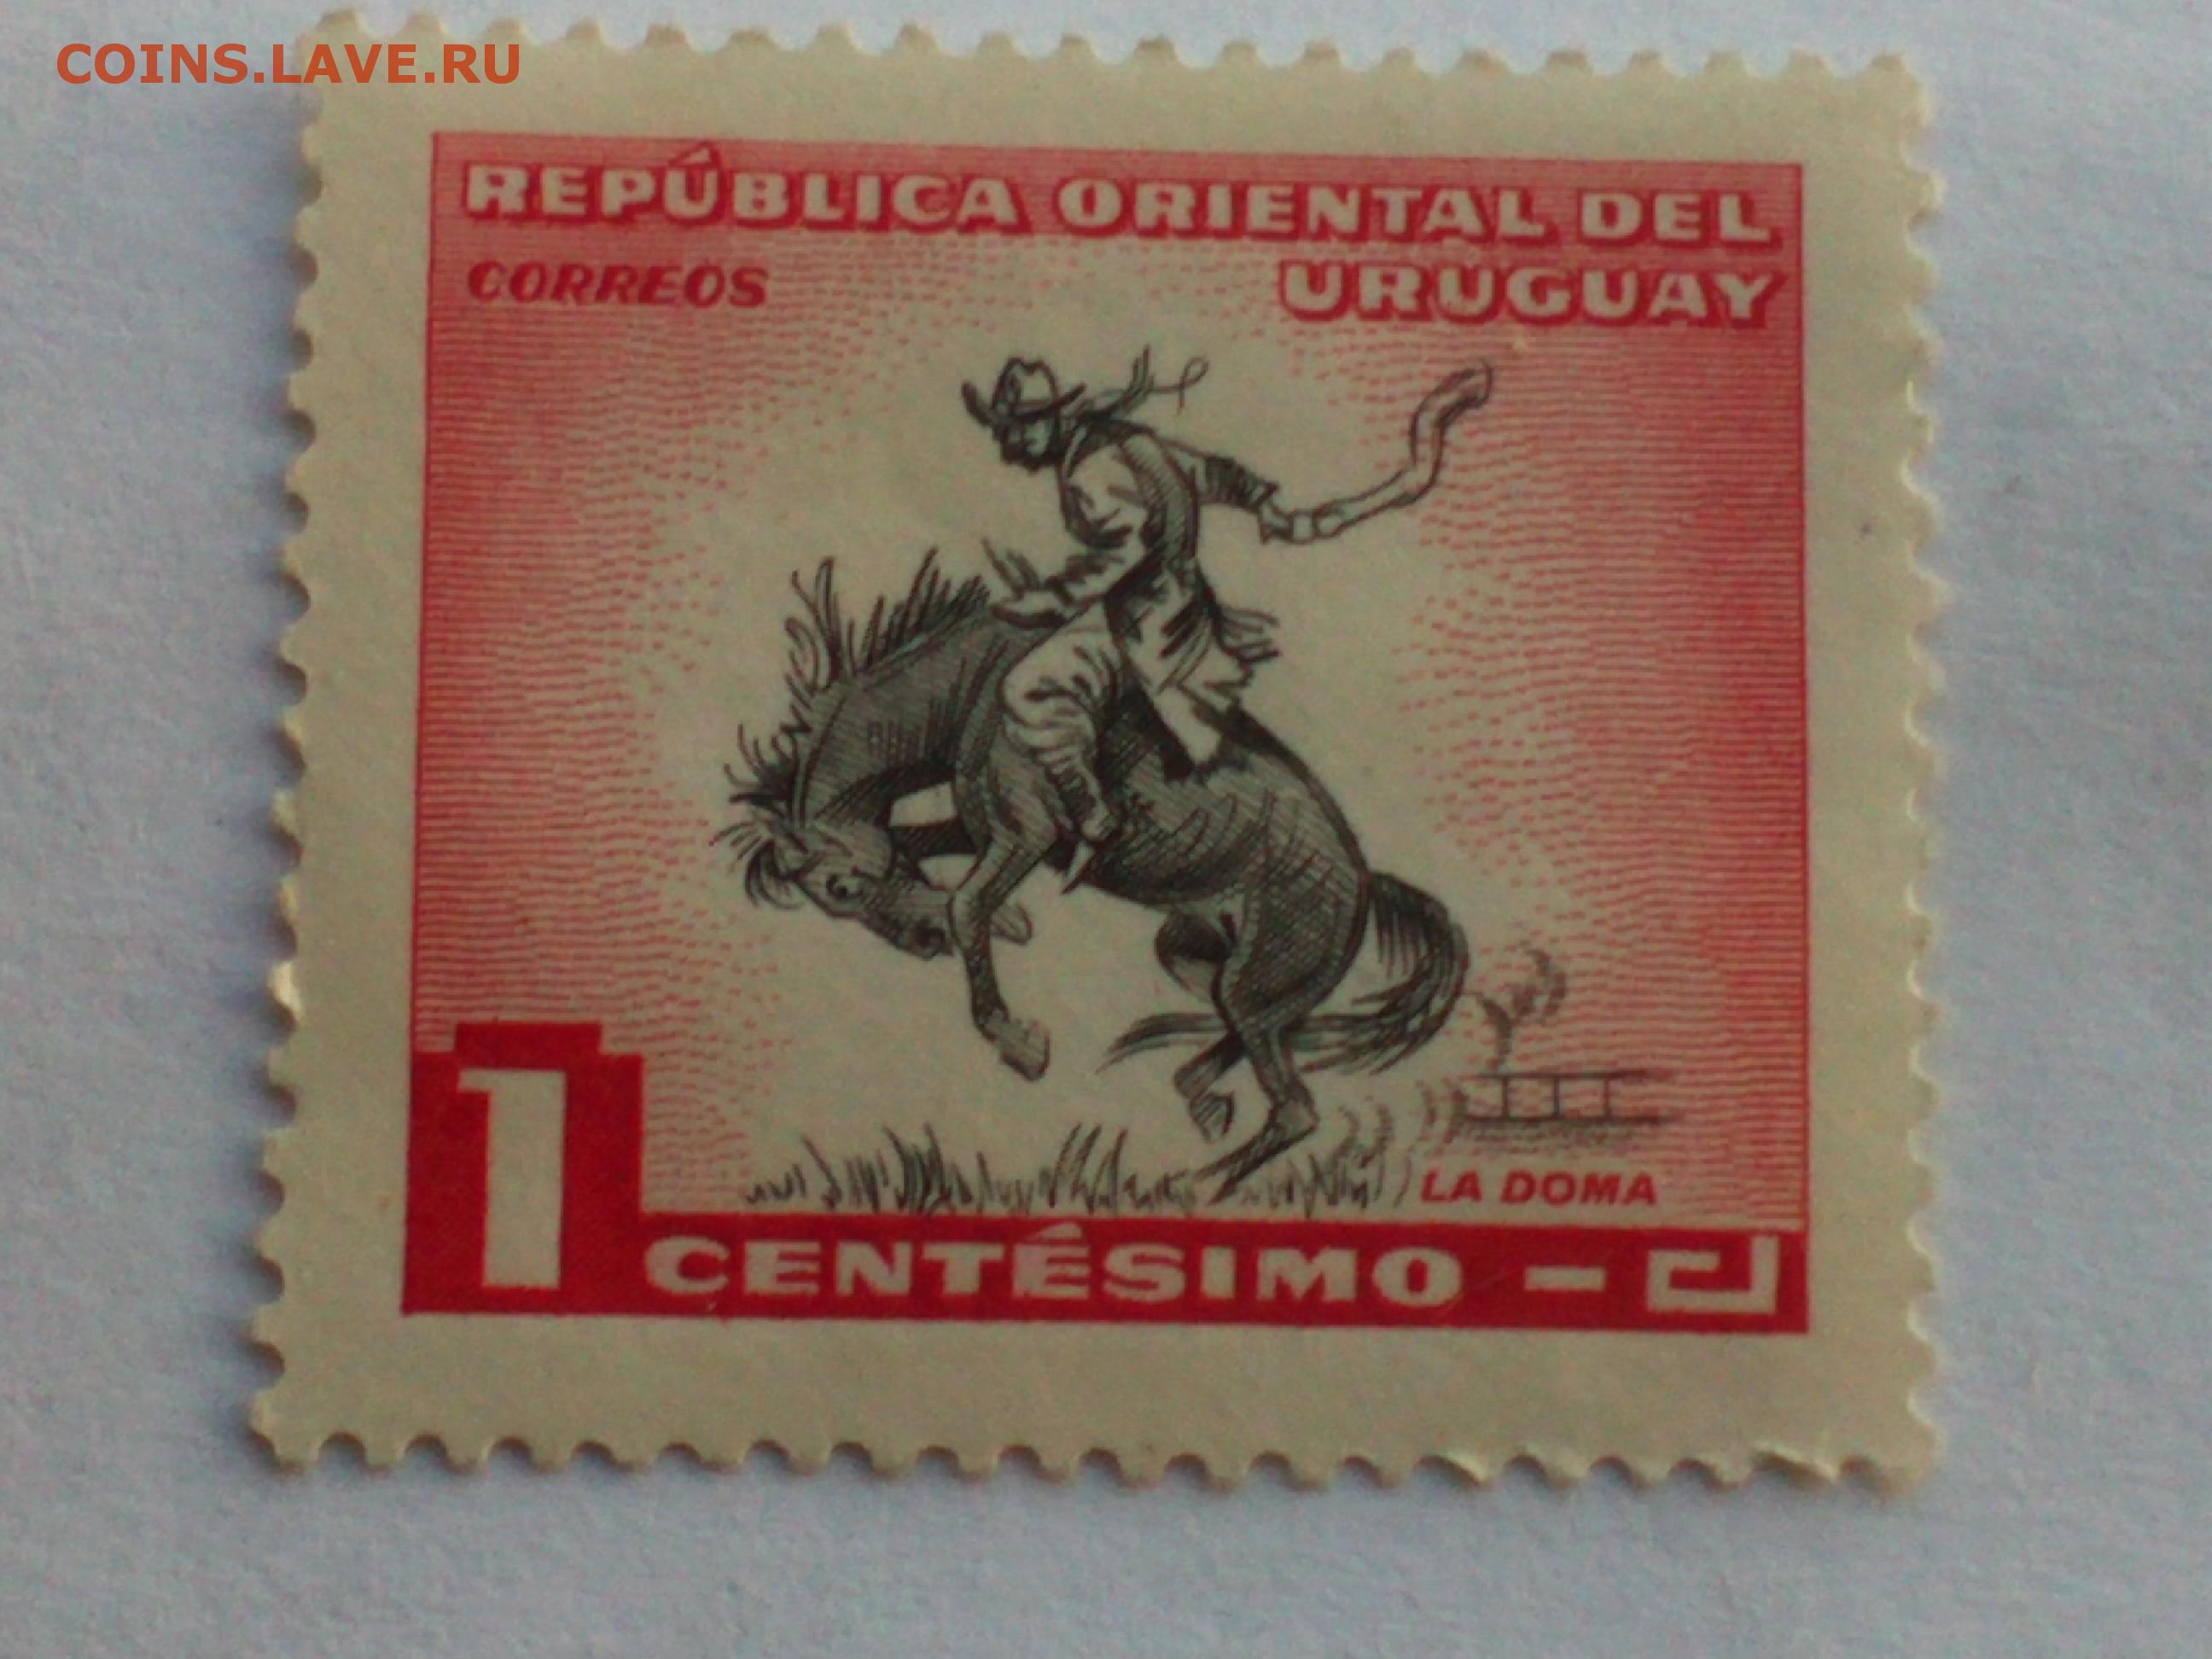 COINS.LAVE.RU
REPÚBLICA ORIENTAL DEL
CORREOS URUGUAY
LA DOMA
1 CENTÉSIMO -